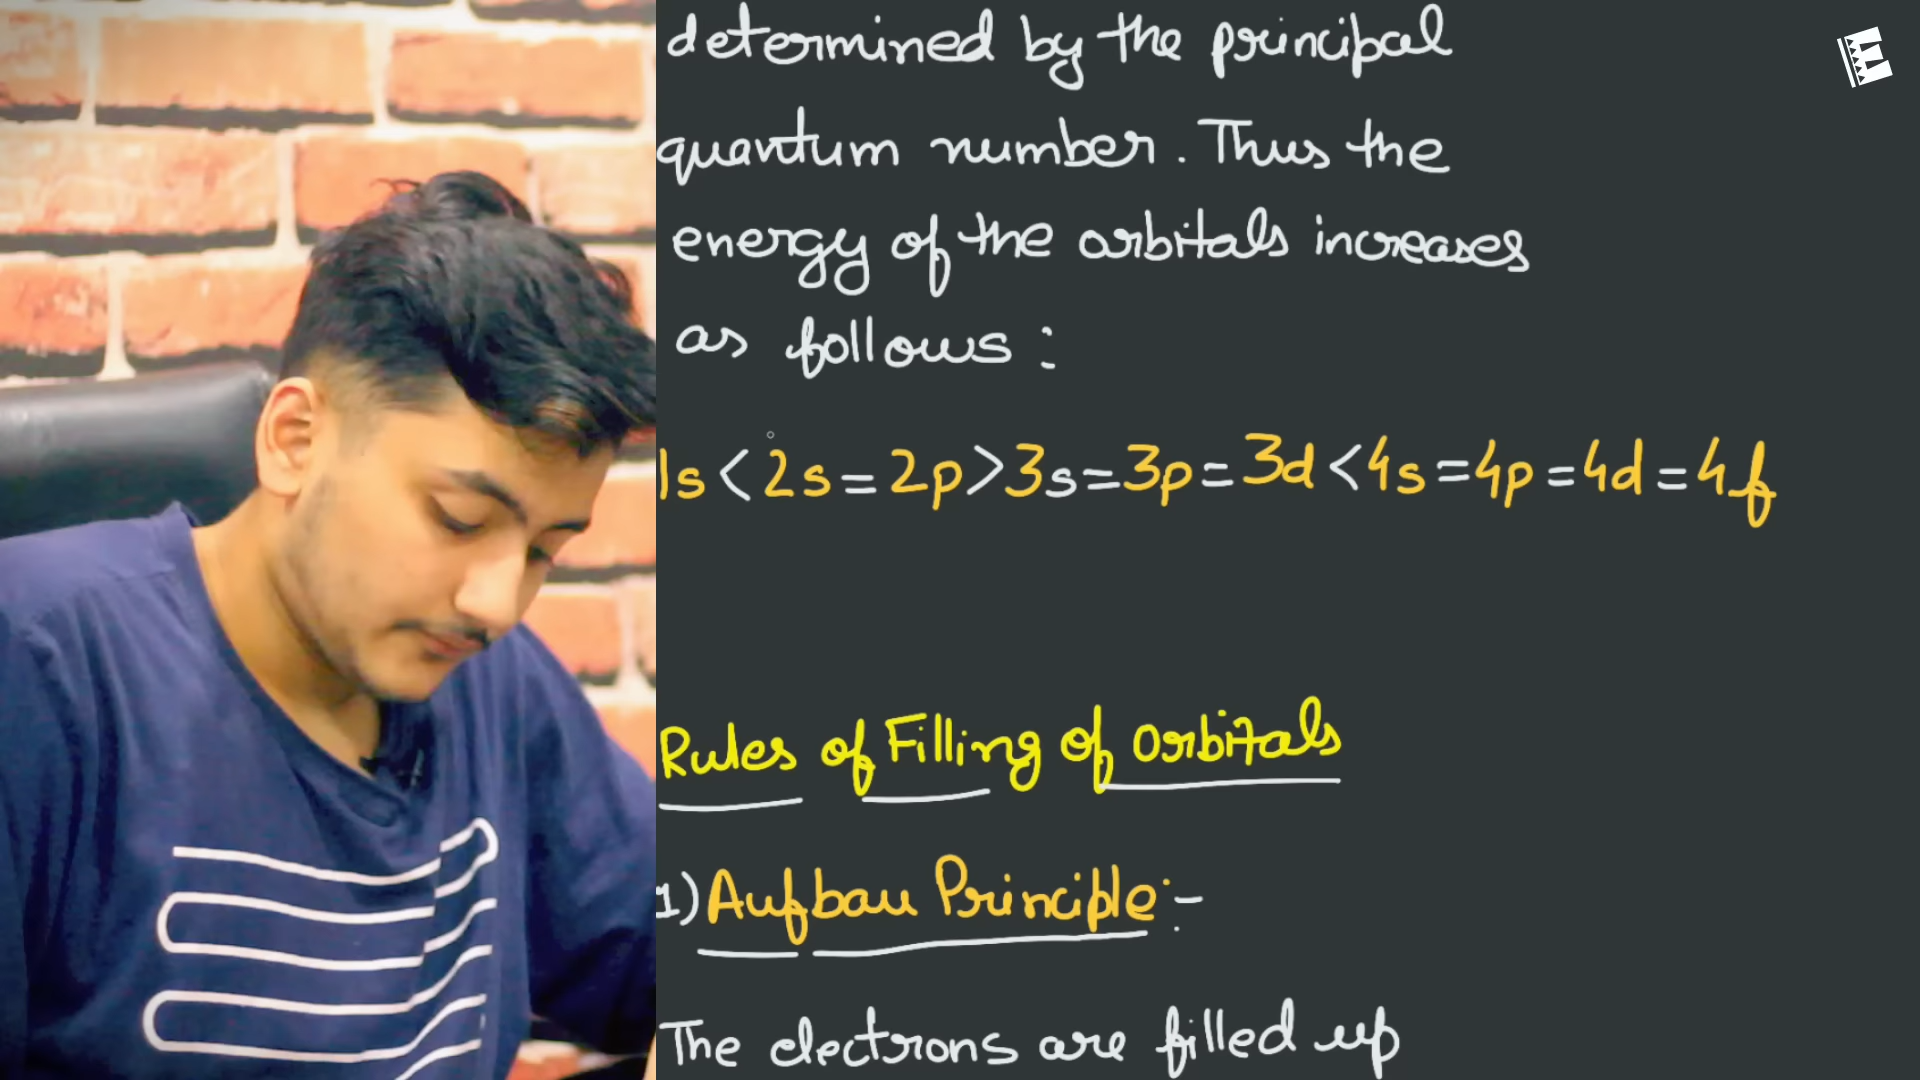 determined by the principal
quantum number. Thus the
energy of the orbitals increases
as follows :
1s < 2s = 2p > 3s = 3p = 3d < 4s = 4p = 4d = 4f
Rules of Filling of Orbitals
1) Aufbau Principle :-
The electrons are filled up
E